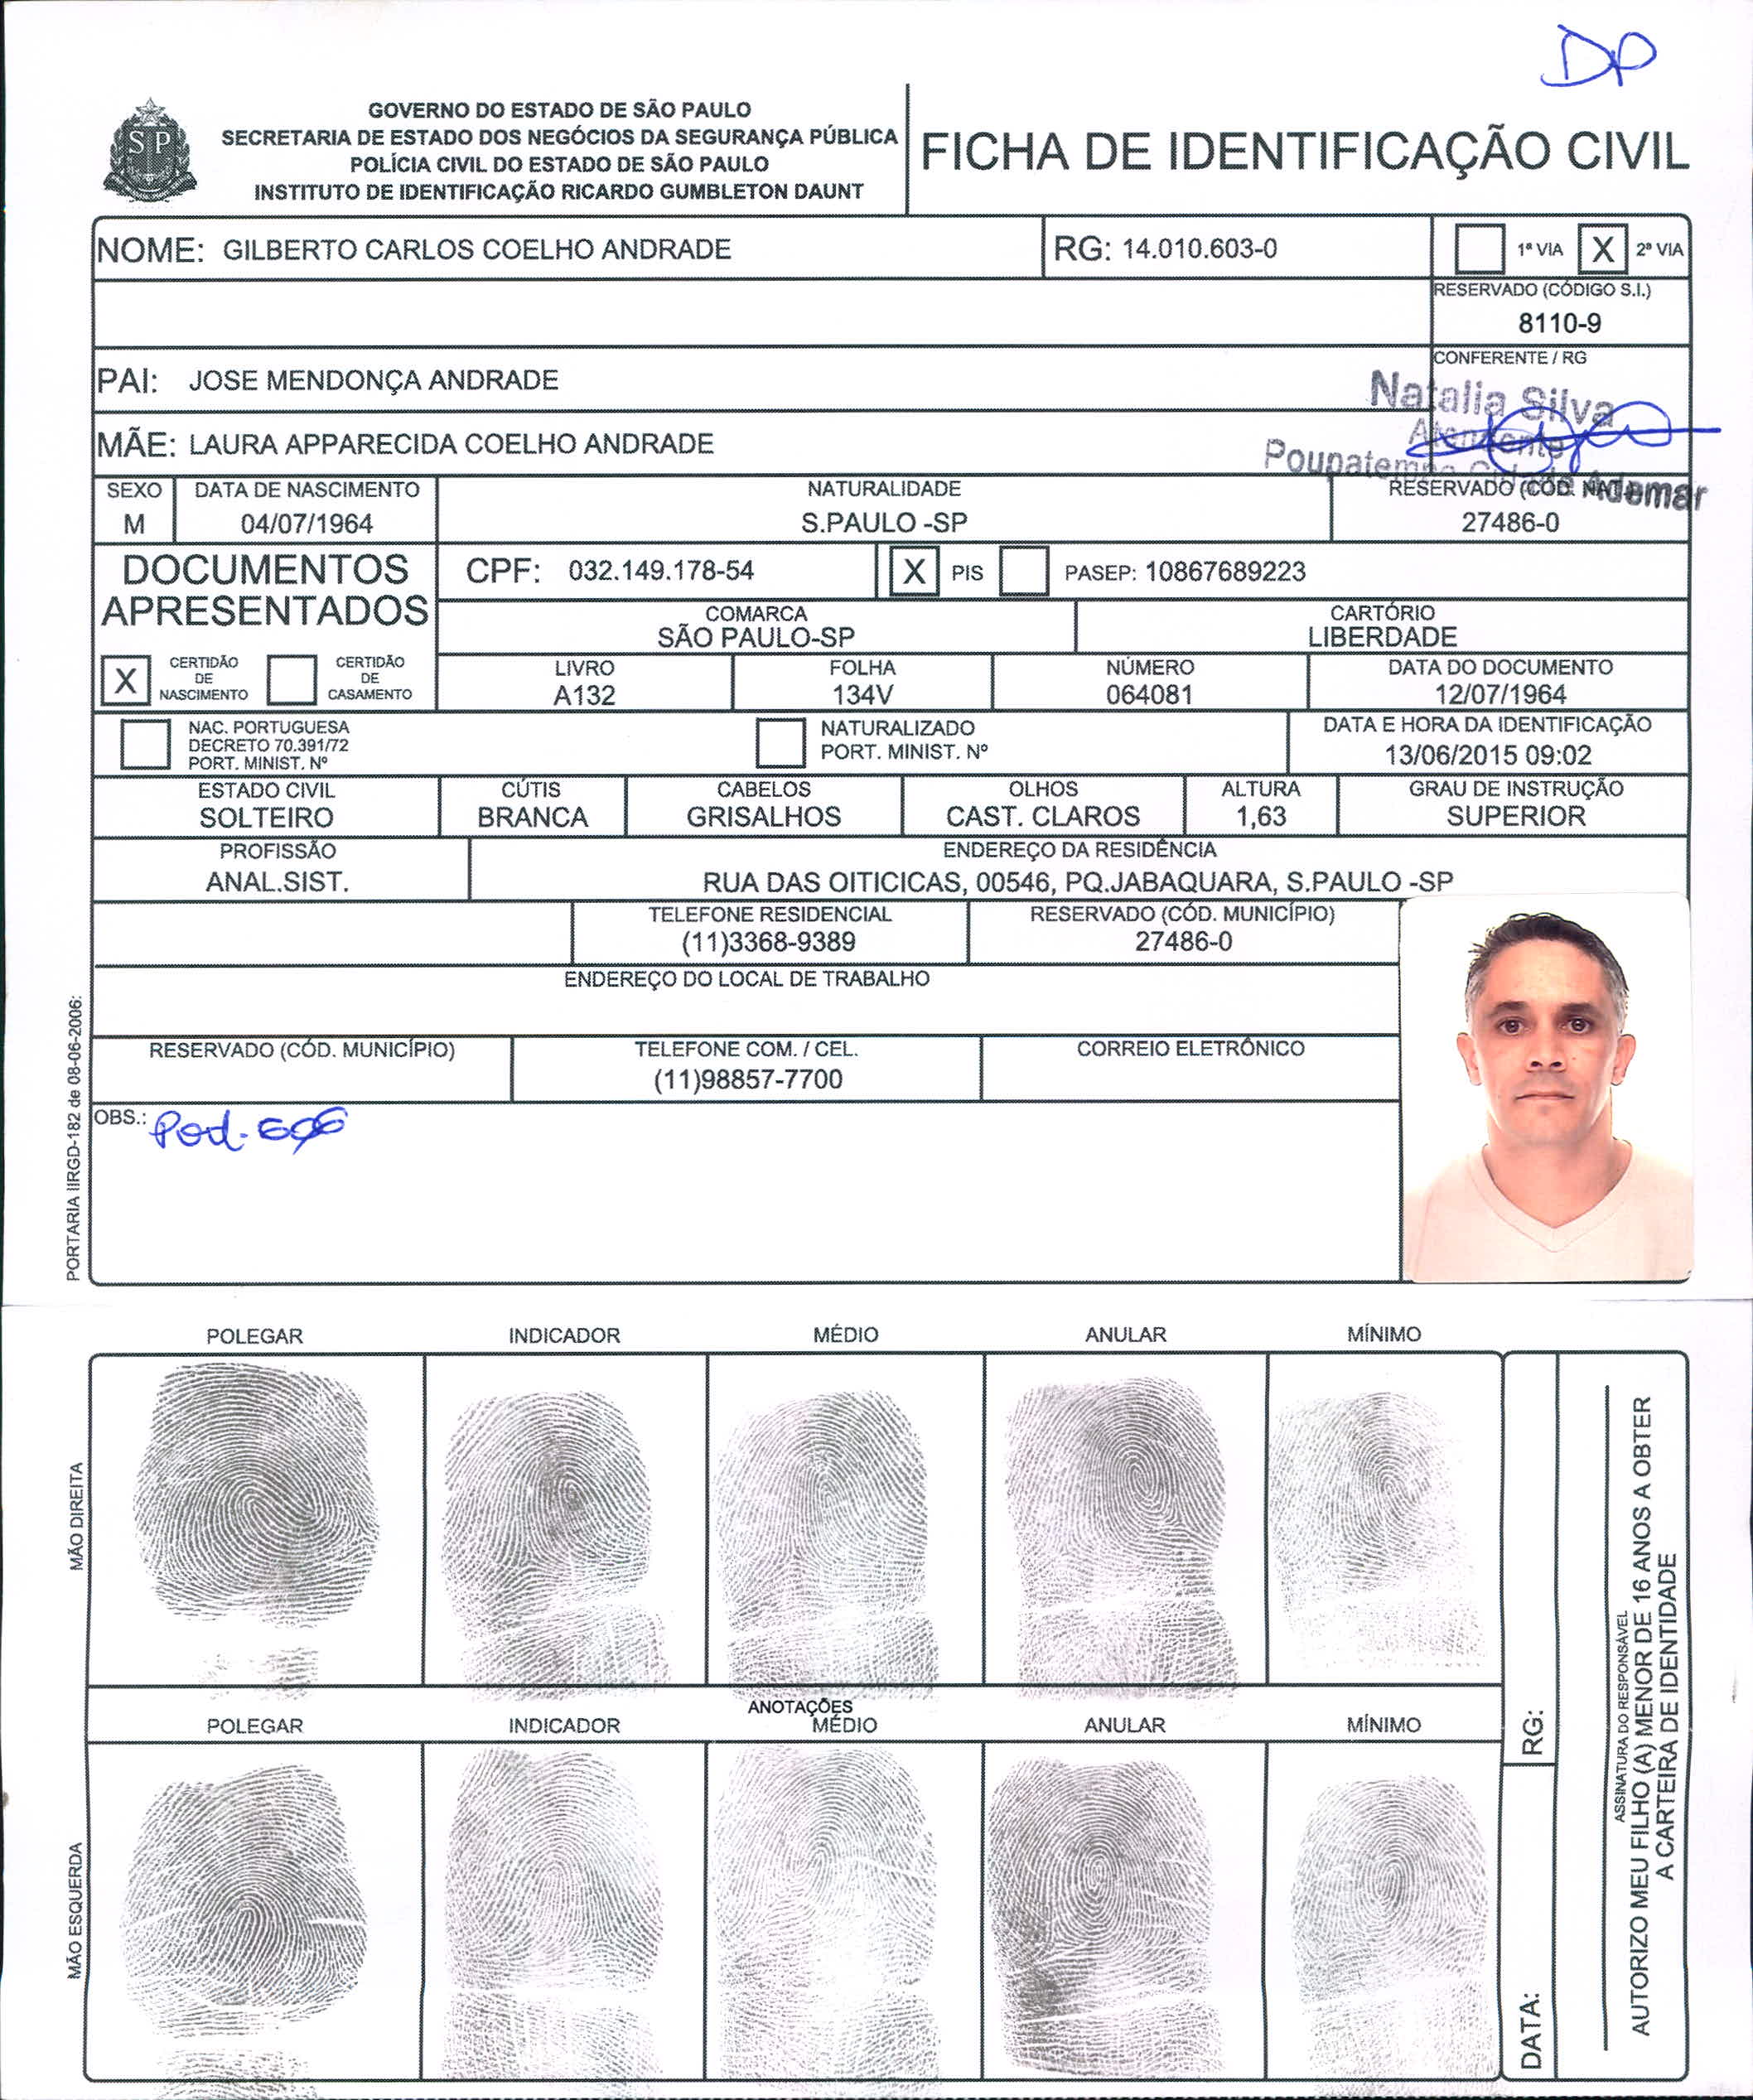 DP
SP
GOVERNO DO ESTADO DE SÃO PAULO
SECRETARIA DE ESTADO DOS NEGÓCIOS DA SEGURANÇA PÚBLICA
POLÍCIA CIVIL DO ESTADO DE SÃO PAULO
INSTITUTO DE IDENTIFICAÇÃO RICARDO GUMBLETON DAUNT
FICHA DE IDENTIFICAÇÃO CIVIL
NOME: GILBERTO CARLOS COELHO ANDRADE
RG: 14.010.603-0
1ª VIA X 2ª VIA
RESERVADO (CÓDIGO S.I.)
8110-9
PAI: JOSE MENDONÇA ANDRADE
CONFERENTE / RG
Natalia Silva
Atendente
Poupatempo Cidade Ademar
MÃE: LAURA APPARECIDA COELHO ANDRADE
SEXO
M
DATA DE NASCIMENTO
04/07/1964
NATURALIDADE
S.PAULO -SP
RESERVADO (CÓD.
27486-0
DOCUMENTOS
APRESENTADOS
CPF: 032.149.178-54
X PIS PASEP: 10867689223
COMARCA
SÃO PAULO-SP
CARTÓRIO
LIBERDADE
X CERTIDÃO
DE
NASCIMENTO
CERTIDÃO
DE
CASAMENTO
LIVRO
A132
FOLHA
134V
NÚMERO
064081
DATA DO DOCUMENTO
12/07/1964
NAC. PORTUGUESA
DECRETO 70.391/72
PORT. MINIST. Nº
NATURALIZADO
PORT. MINIST. Nº
DATA E HORA DA IDENTIFICAÇÃO
13/06/2015 09:02
ESTADO CIVIL
SOLTEIRO
CÚTIS
BRANCA
CABELOS
GRISALHOS
OLHOS
CAST. CLAROS
ALTURA
1,63
GRAU DE INSTRUÇÃO
SUPERIOR
PROFISSÃO
ANAL.SIST.
ENDEREÇO DA RESIDÊNCIA
RUA DAS OITICICAS, 00546, PQ.JABAQUARA, S.PAULO -SP
TELEFONE RESIDENCIAL
(11)3368-9389
RESERVADO (CÓD. MUNICÍPIO)
27486-0
ENDEREÇO DO LOCAL DE TRABALHO
RESERVADO (CÓD. MUNICÍPIO)
TELEFONE COM. / CEL.
(11)98857-7700
CORREIO ELETRÔNICO
OBS.:
PORTARIA IIRGD-182 de 08-06-2006:
POLEGAR INDICADOR MÉDIO ANULAR MÍNIMO
MÃO DIREITA
ANOTAÇÕES
POLEGAR INDICADOR MÉDIO ANULAR MÍNIMO
MÃO ESQUERDA
RG:
DATA:
ASSINATURA DO RESPONSÁVEL
AUTORIZO MEU FILHO (A) MENOR DE 16 ANOS A OBTER
A CARTEIRA DE IDENTIDADE